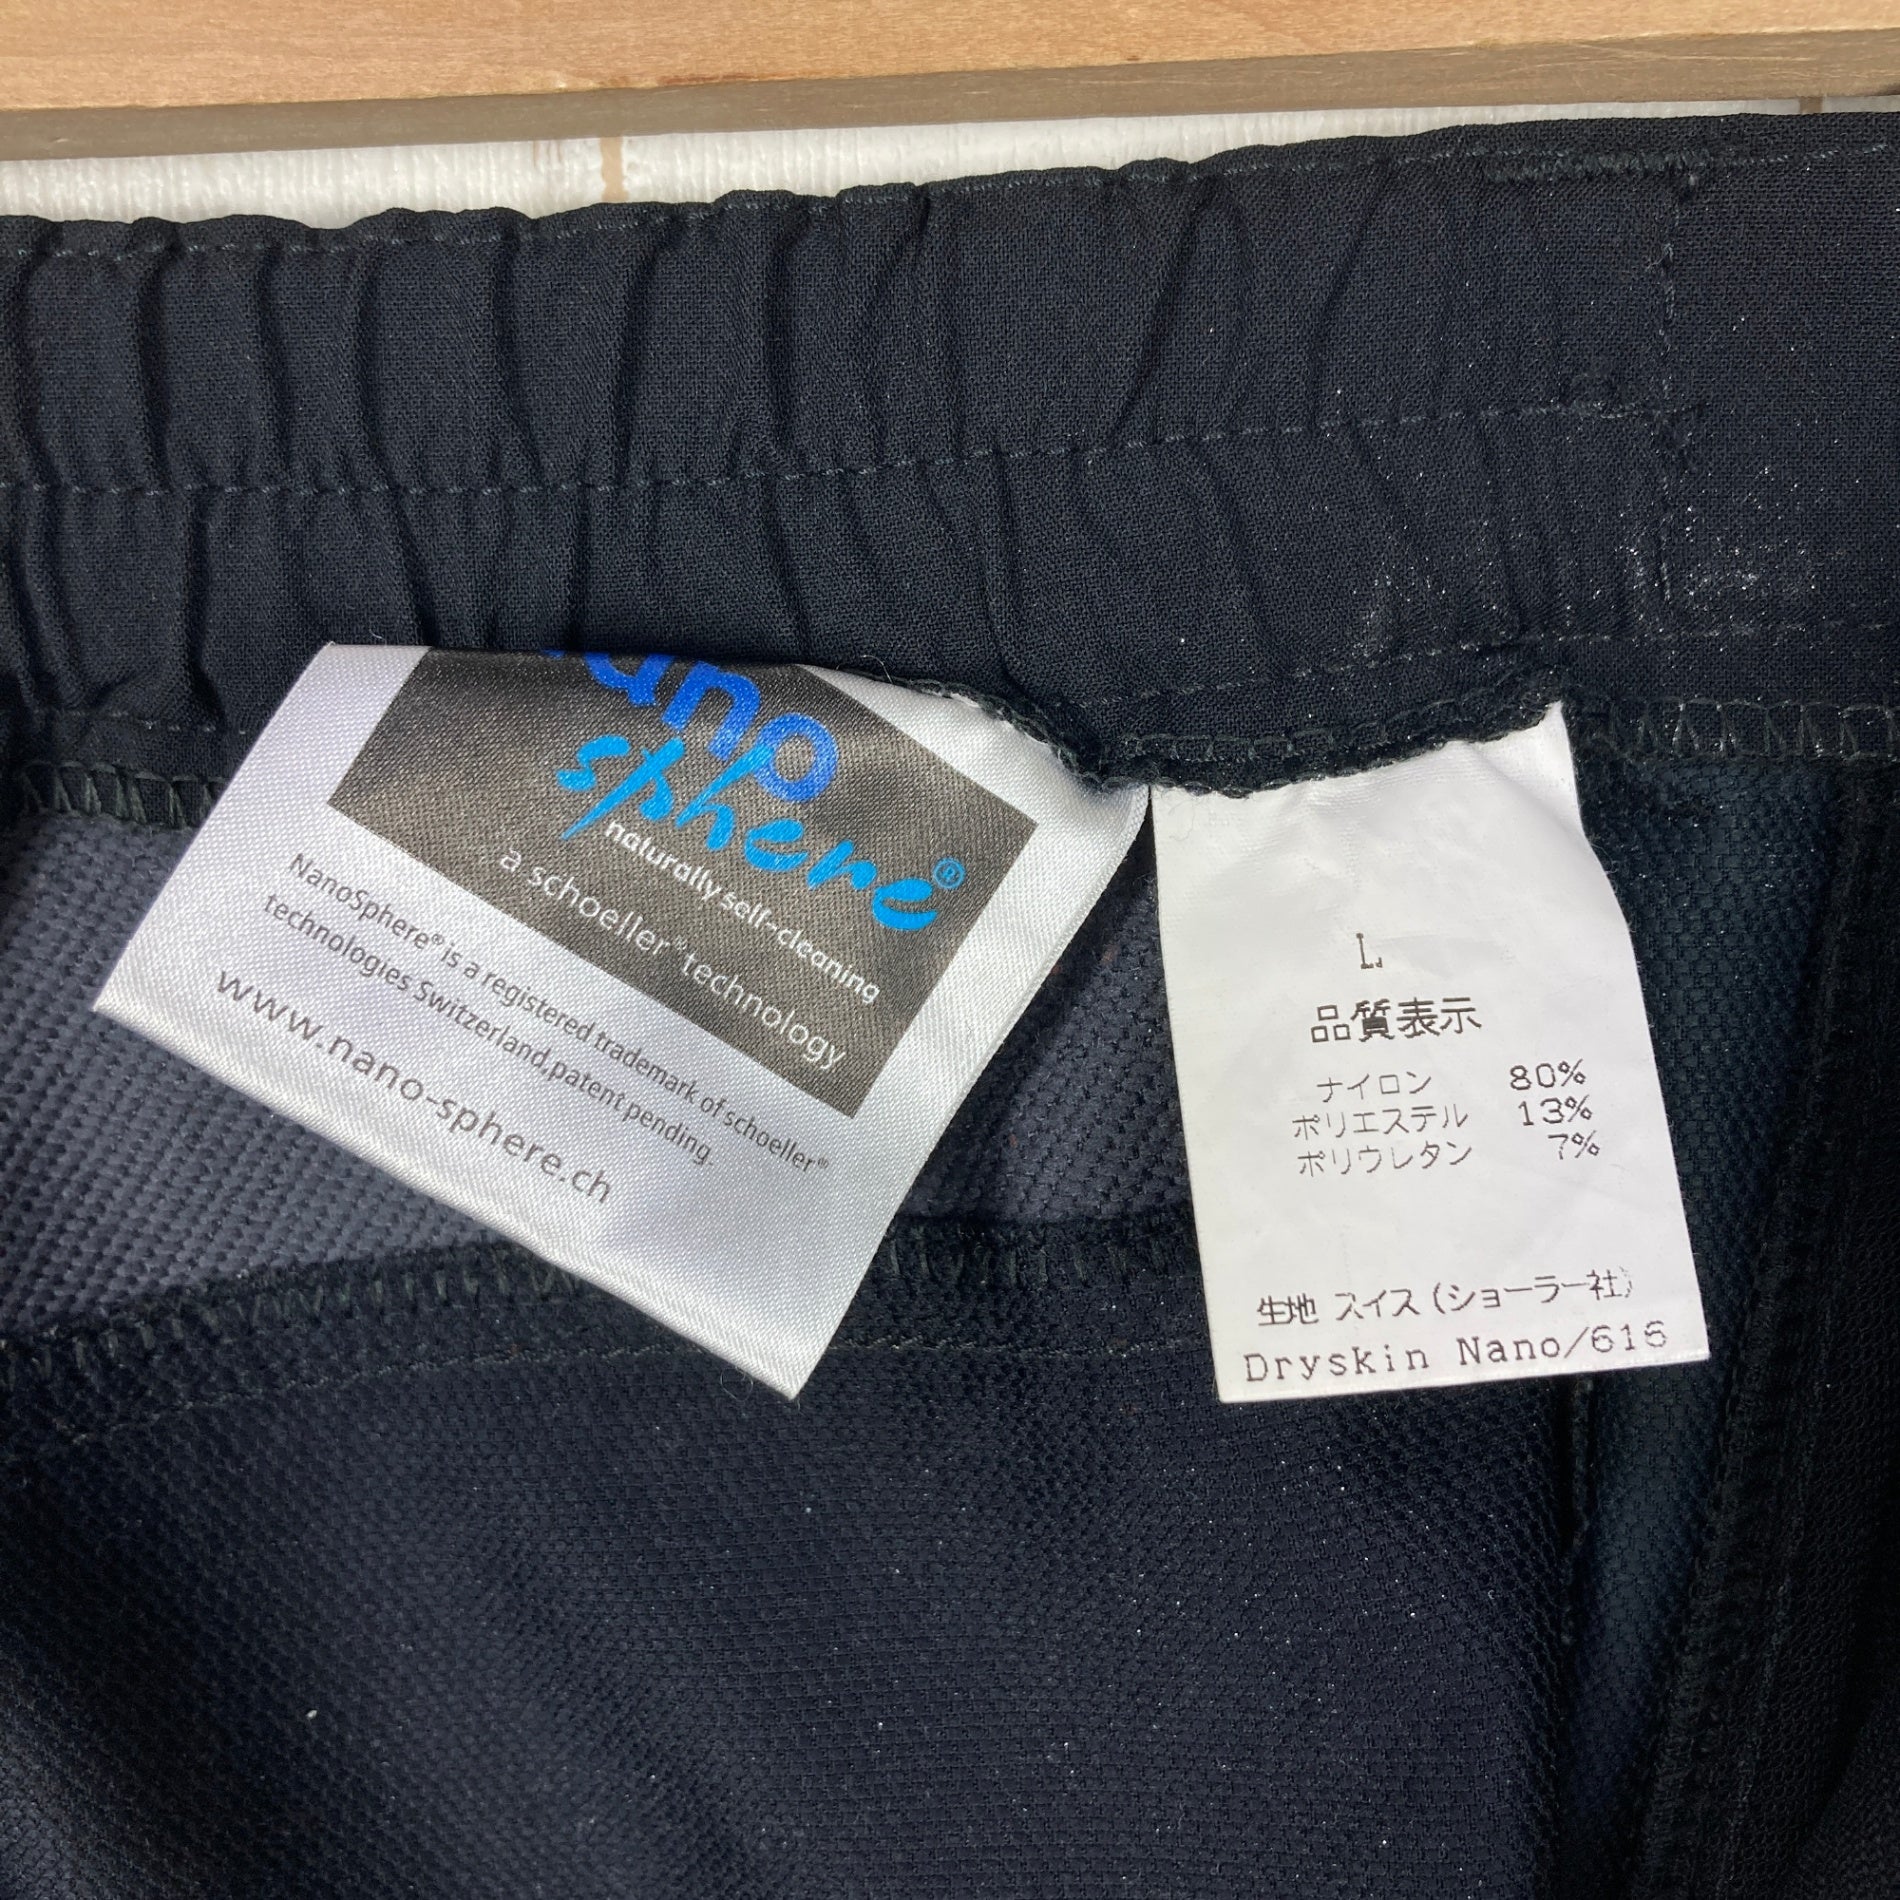 nano
sphere®
naturally self-cleaning
a schoeller® technology
NanoSphere® is a registered trademark of schoeller®
technologies Switzerland, patent pending.
www.nano-sphere.ch
L
品質表示
ナイロン 80%
ポリエステル 13%
ポリウレタン 7%
生地 スイス (ショーラー社)
Dryskin Nano/616